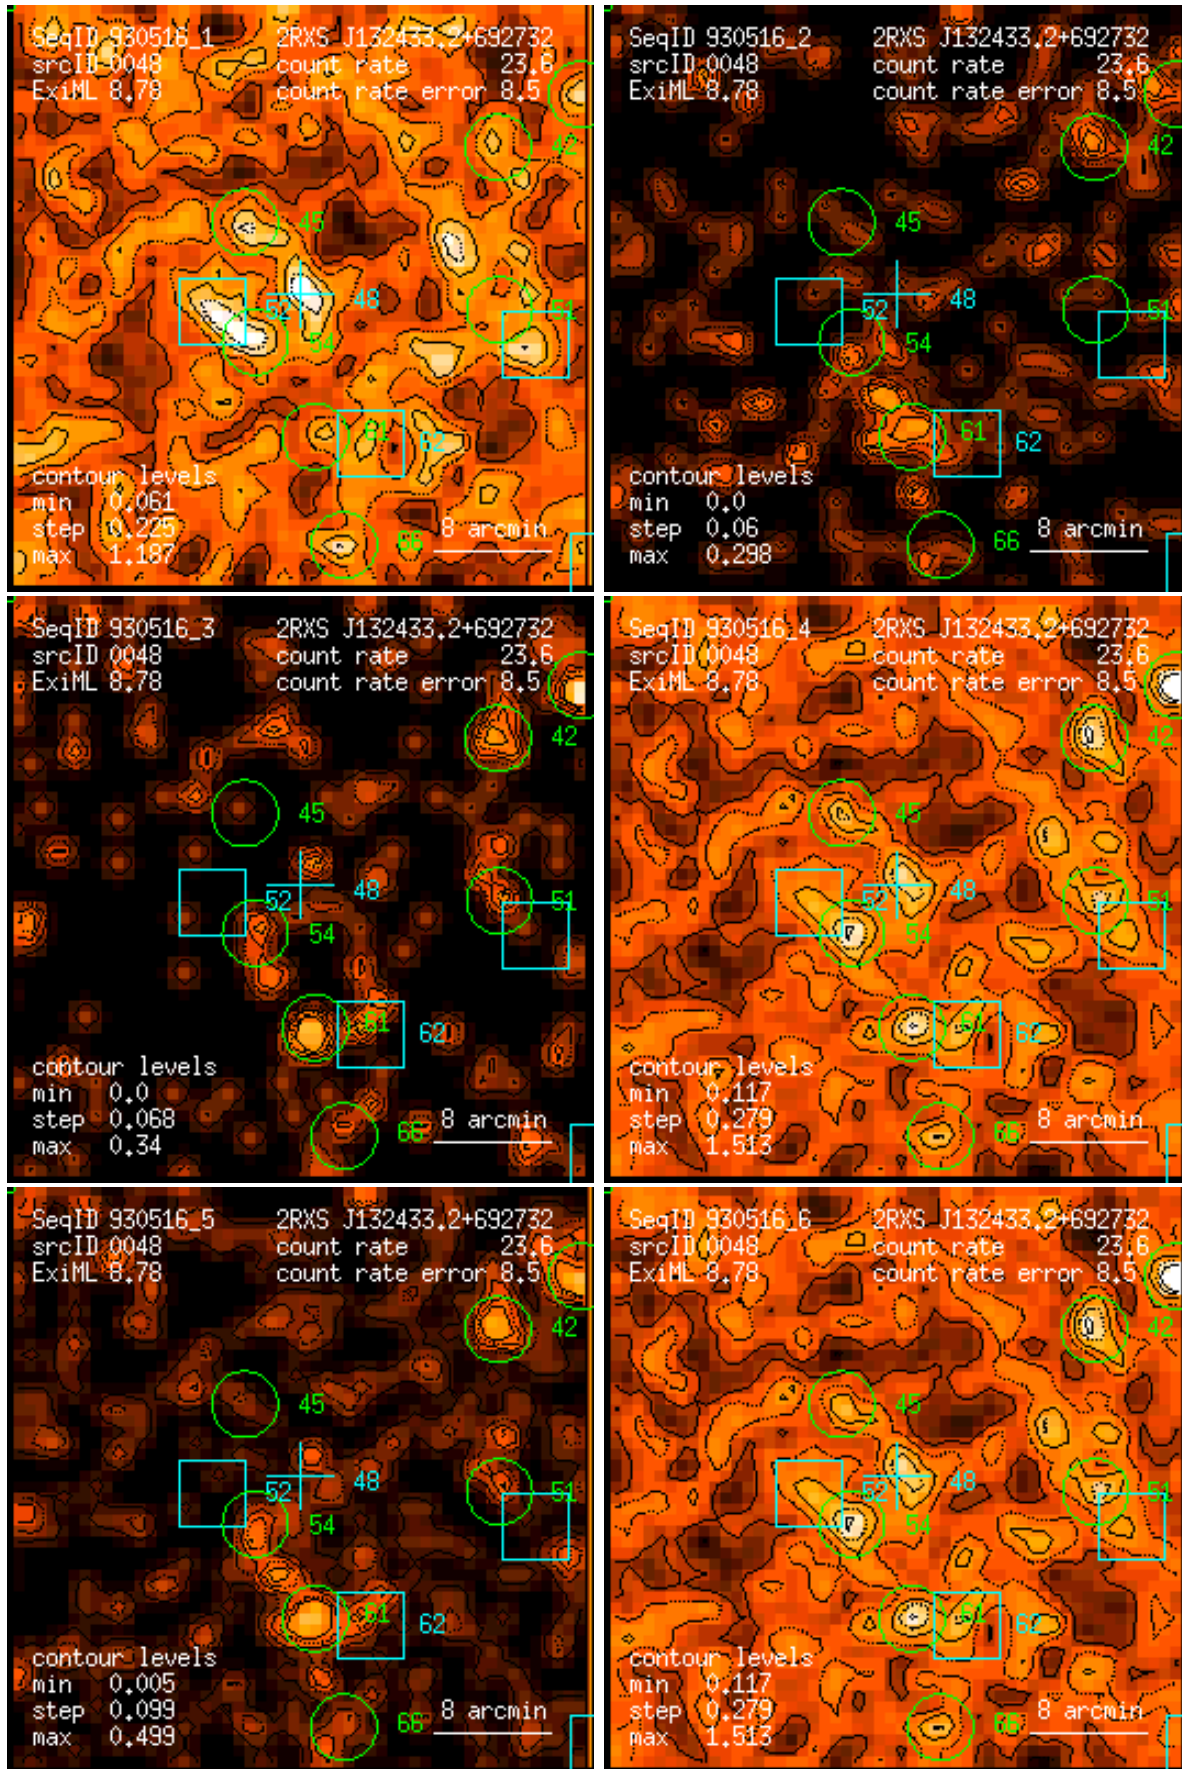 SeqID 930516_1 2RXS J132433.2+692732
srcID 0048 count rate 23.6
ExiML 8.78 count rate error 8.5
42
45
51
52 48
54
61 62
contour levels
min 0.061
step 0.225 8 arcmin
max 1.187 66
SeqID 930516_2 2RXS J132433.2+692732
srcID 0048 count rate 23.6
ExiML 8.78 count rate error 8.5
42
45
51
52 48
54
61 62
contour levels
min 0.0
step 0.06 8 arcmin
max 0.298 66
SeqID 930516_3 2RXS J132433.2+692732
srcID 0048 count rate 23.6
ExiML 8.78 count rate error 8.5
42
45
51
52 48
54
61 62
contour levels
min 0.0
step 0.068 8 arcmin
max 0.34 66
SeqID 930516_4 2RXS J132433.2+692732
srcID 0048 count rate 23.6
ExiML 8.78 count rate error 8.5
42
45
51
52 48
54
61 62
contour levels
min 0.117
step 0.279 8 arcmin
max 1.513 66
SeqID 930516_5 2RXS J132433.2+692732
srcID 0048 count rate 23.6
ExiML 8.78 count rate error 8.5
42
45
51
52 48
54
61 62
contour levels
min 0.005
step 0.099 8 arcmin
max 0.499 66
SeqID 930516_6 2RXS J132433.2+692732
srcID 0048 count rate 23.6
ExiML 8.78 count rate error 8.5
42
45
51
52 48
54
61 62
contour levels
min 0.117
step 0.279 8 arcmin
max 1.513 66